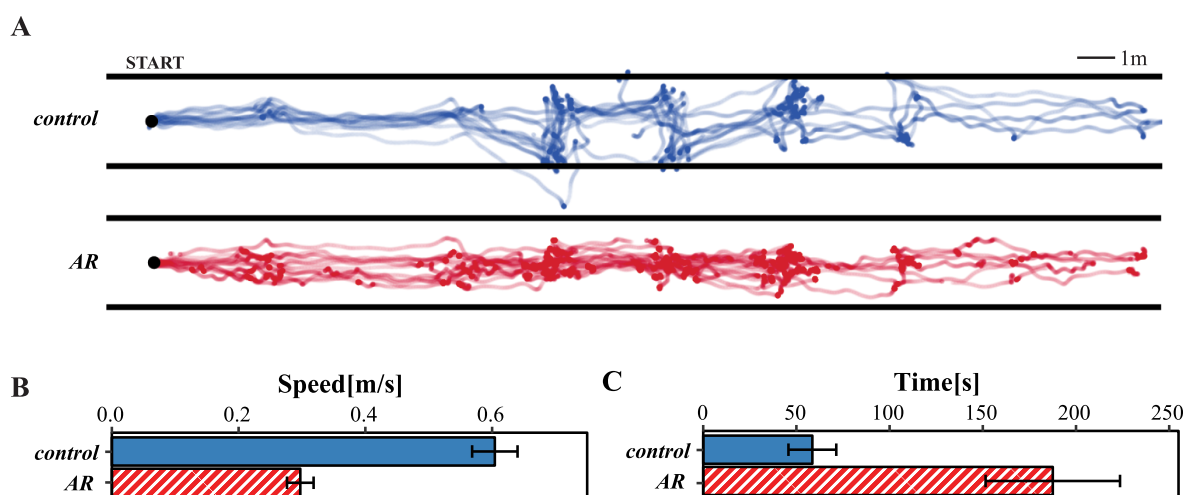 A
START
1m
control
AR
B
Speed[m/s]
0.0 0.2 0.4 0.6
control
AR
C
Time[s]
0 50 100 150 200 250
control
AR